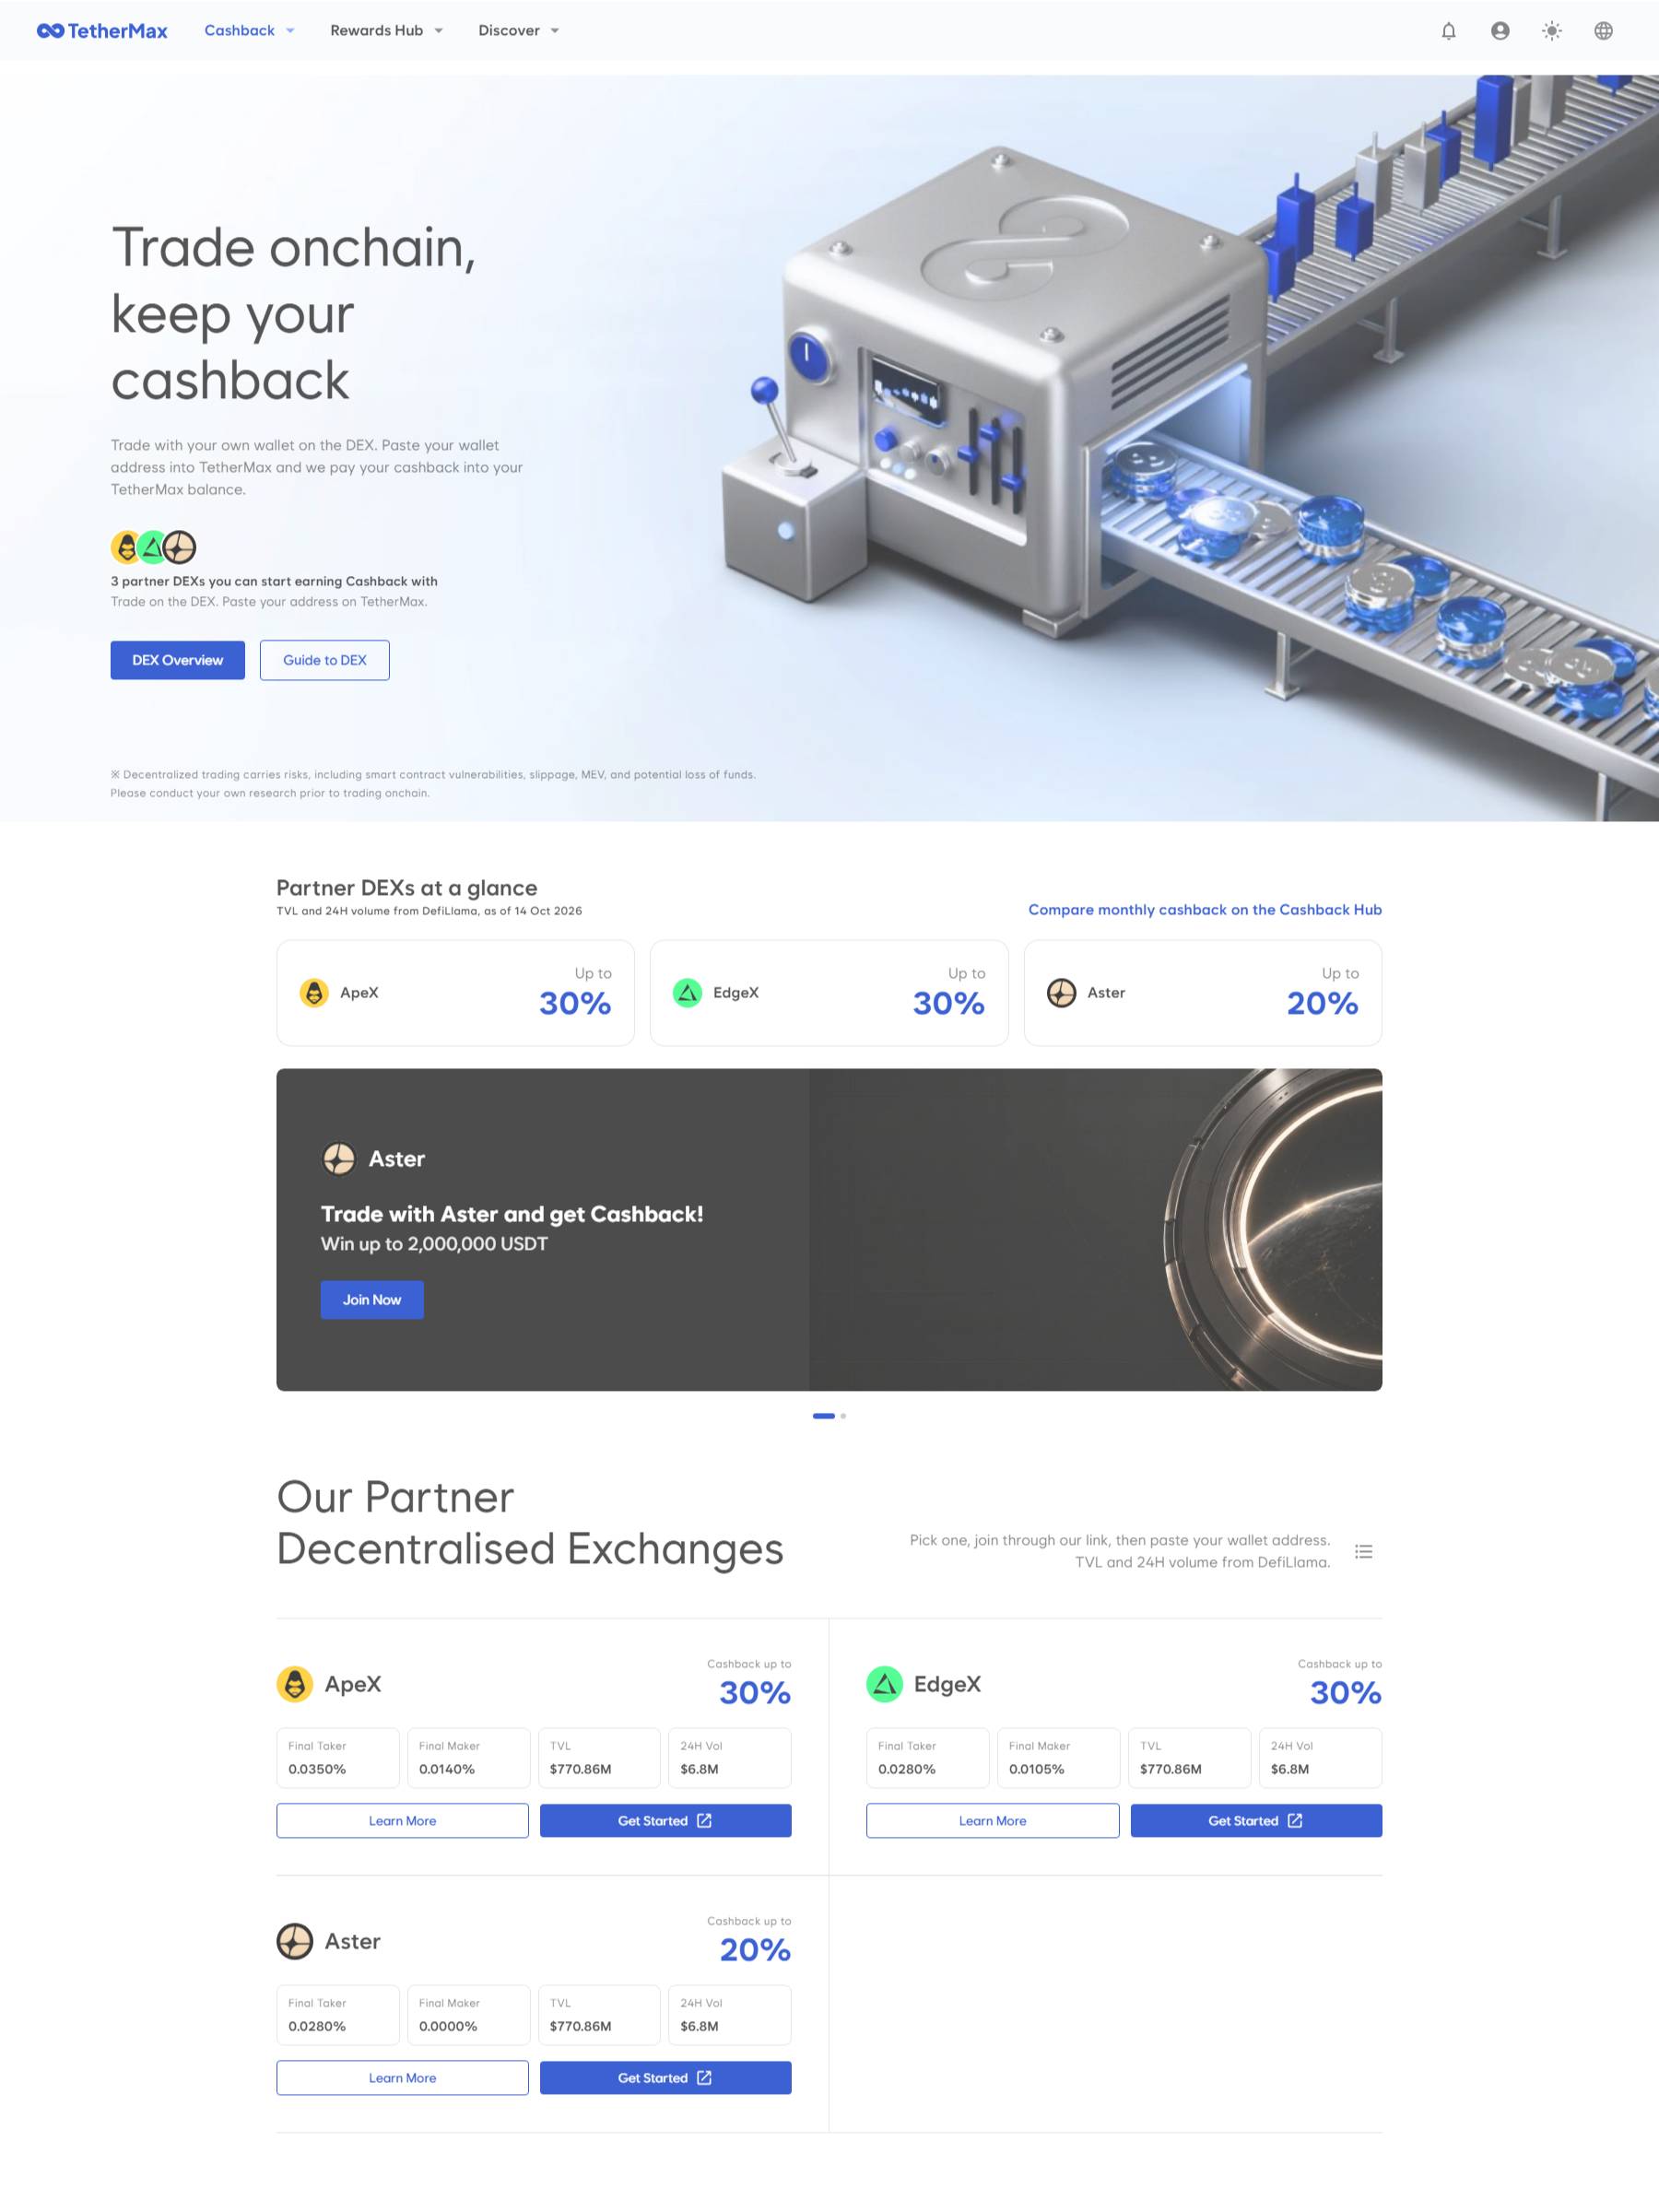 TetherMax
Cashback
Rewards Hub
Discover
Trade onchain,
keep your
cashback
Trade with your own wallet on the DEX. Paste your wallet
address into TetherMax and we pay your cashback into your
TetherMax balance.
3 partner DEXs you can start earning Cashback with
Trade on the DEX. Paste your address on TetherMax.
DEX Overview
Guide to DEX
※ Decentralized trading carries risks, including smart contract vulnerabilities, slippage, MEV, and potential loss of funds.
Please conduct your own research prior to trading onchain.
Partner DEXs at a glance
TVL and 24H volume from DefiLlama, as of 14 Oct 2026
Compare monthly cashback on the Cashback Hub
ApeX
Up to
30%
EdgeX
Up to
30%
Aster
Up to
20%
Aster
Trade with Aster and get Cashback!
Win up to 2,000,000 USDT
Join Now
Our Partner
Decentralised Exchanges
Pick one, join through our link, then paste your wallet address.
TVL and 24H volume from DefiLlama.
ApeX
Cashback up to
30%
Final Taker
0.0350%
Final Maker
0.0140%
TVL
$770.86M
24H Vol
$6.8M
Learn More
Get Started
EdgeX
Cashback up to
30%
Final Taker
0.0280%
Final Maker
0.0105%
TVL
$770.86M
24H Vol
$6.8M
Learn More
Get Started
Aster
Cashback up to
20%
Final Taker
0.0280%
Final Maker
0.0000%
TVL
$770.86M
24H Vol
$6.8M
Learn More
Get Started